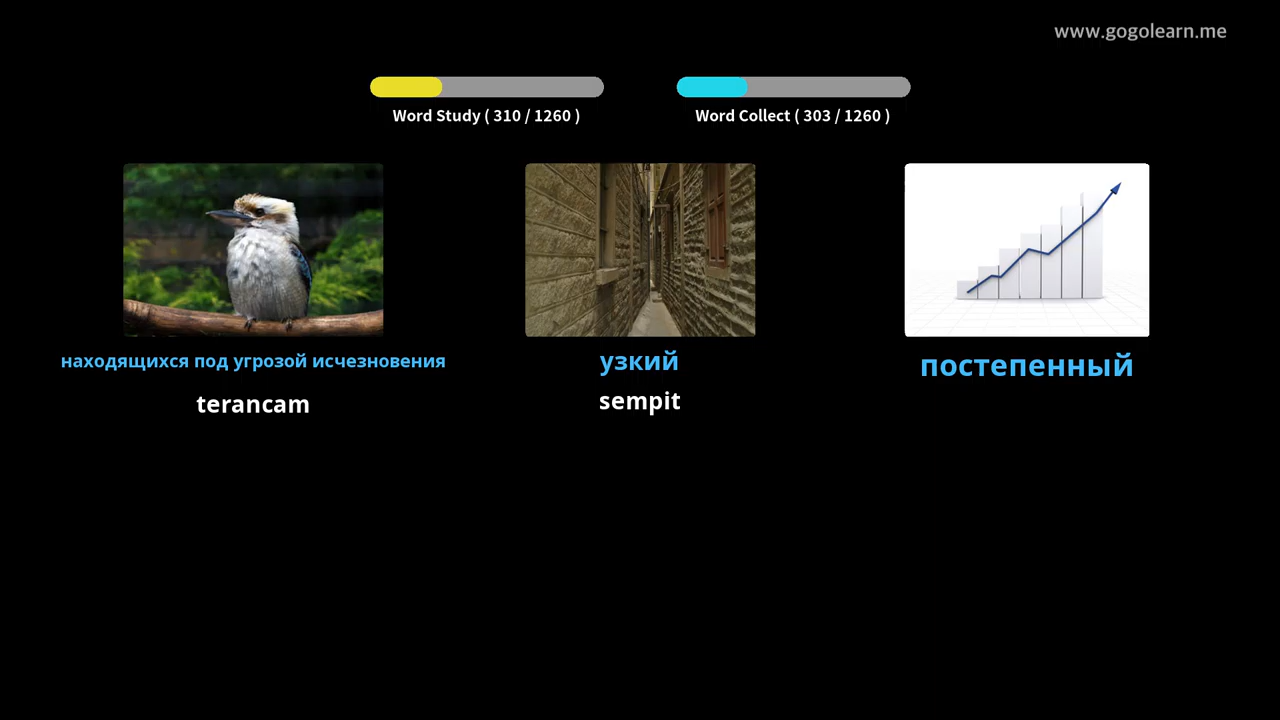 www.gogolearn.me
Word Study ( 310 / 1260 )
Word Collect ( 303 / 1260 )
находящихся под угрозой исчезновения
terancam
узкий
sempit
постепенный